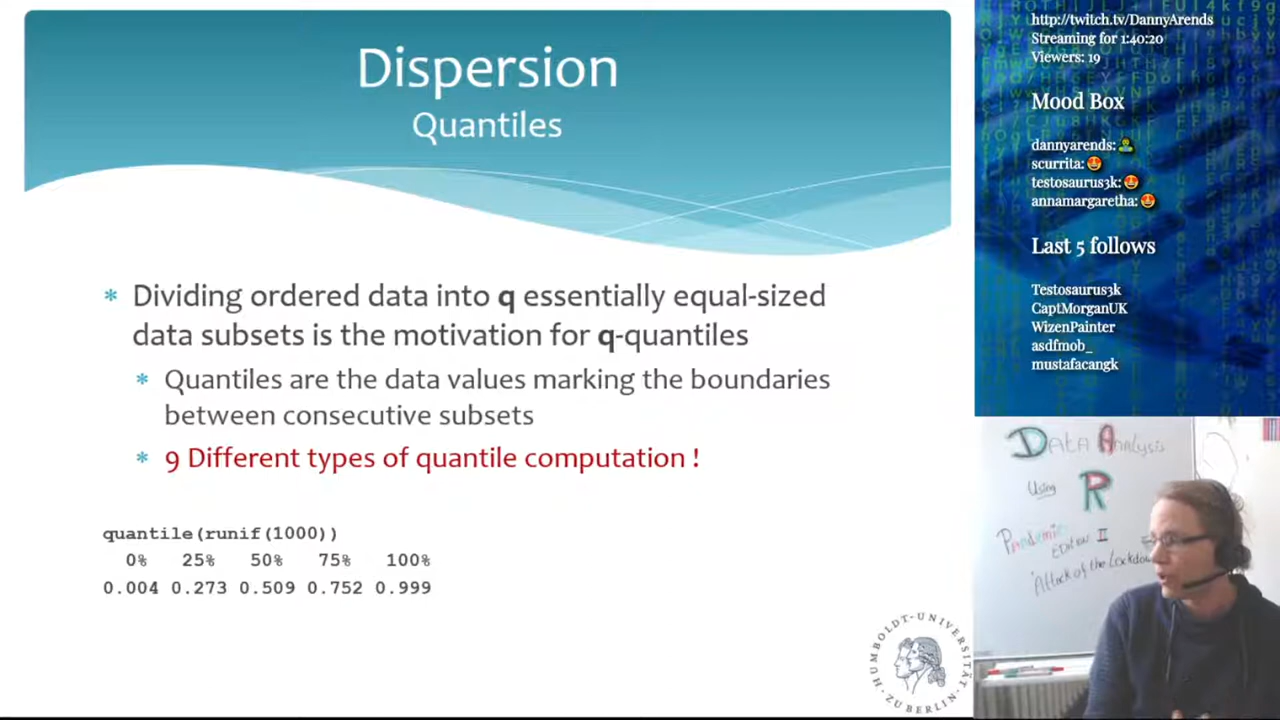 Dispersion
Quantiles
Dividing ordered data into q essentially equal-sized
data subsets is the motivation for q-quantiles
Quantiles are the data values marking the boundaries
between consecutive subsets
9 Different types of quantile computation !
quantile(runif(1000))
0% 25% 50% 75% 100%
0.004 0.273 0.509 0.752 0.999
HUMBOLDT-UNIVERSITÄT
ZU BERLIN
http://twitch.tv/DannyArends
Streaming for 1:40:20
Viewers: 19
Mood Box
dannyarends:
scurrita:
testosaurus3k:
annamargaretha:
Last 5 follows
Testosaurus3k
CaptMorganUK
WizenPainter
asdfmob_
mustafacangk
Data Analysis
Using R
Pandemic
Edition II
'Attack of the Lockdow